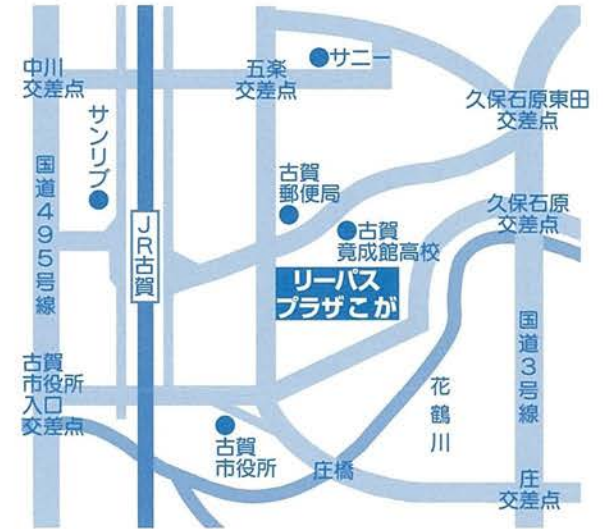 中川
交差点
五楽
交差点
サニー
久保石原東田
交差点
サンリブ
国道495号線
古賀
郵便局
久保石原
交差点
古賀
竟成館高校
JR古賀
リーパス
プラザこが
国道3号線
古賀
市役所
入口
交差点
花鶴川
古賀
市役所
庄橋
庄
交差点